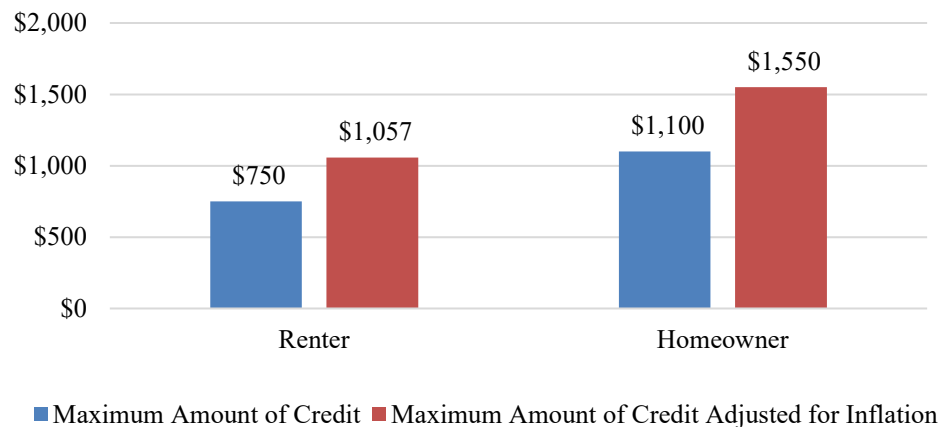 $2,000
$1,550
$1,500
$1,057
$1,100
$1,000
$750
$500
$0
Renter
Homeowner
Maximum Amount of Credit
Maximum Amount of Credit Adjusted for Inflation